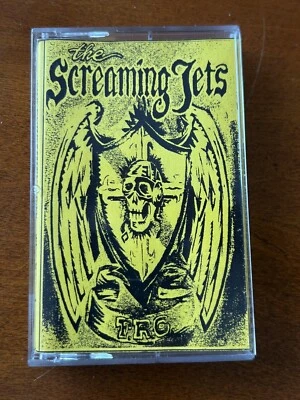 the
Screaming Jets
T.R.G.